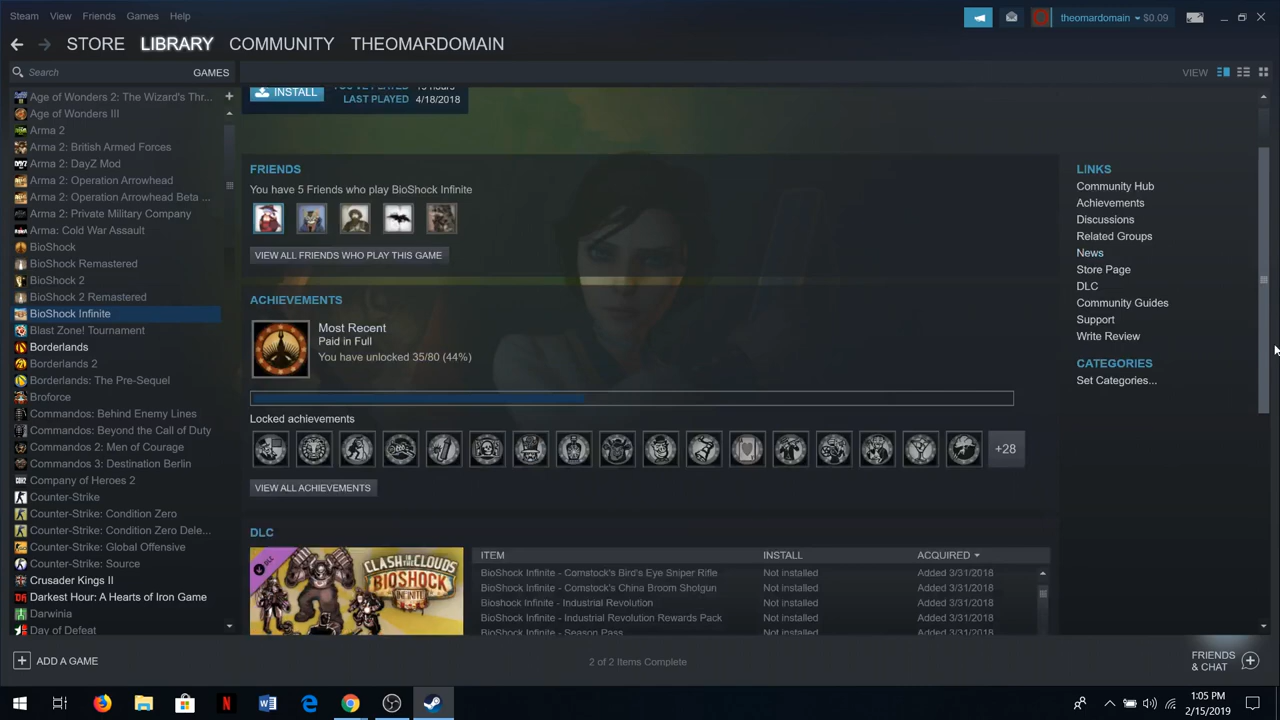 Steam View Friends Games Help
theomardomain $0.09
STORE LIBRARY COMMUNITY THEOMARDOMAIN
Search GAMES
VIEW
Age of Wonders 2: The Wizard's Thr...
Age of Wonders III
Arma 2
Arma 2: British Armed Forces
Arma 2: DayZ Mod
Arma 2: Operation Arrowhead
Arma 2: Operation Arrowhead Beta ...
Arma 2: Private Military Company
Arma: Cold War Assault
BioShock
BioShock Remastered
BioShock 2
BioShock 2 Remastered
BioShock Infinite
Blast Zone! Tournament
Borderlands
Borderlands 2
Borderlands: The Pre-Sequel
Broforce
Commandos: Behind Enemy Lines
Commandos: Beyond the Call of Duty
Commandos 2: Men of Courage
Commandos 3: Destination Berlin
Company of Heroes 2
Counter-Strike
Counter-Strike: Condition Zero
Counter-Strike: Condition Zero Dele...
Counter-Strike: Global Offensive
Counter-Strike: Source
Crusader Kings II
Darkest Hour: A Hearts of Iron Game
Darwinia
Day of Defeat
INSTALL
LAST PLAYED 4/18/2018
FRIENDS
You have 5 Friends who play BioShock Infinite
VIEW ALL FRIENDS WHO PLAY THIS GAME
ACHIEVEMENTS
Most Recent
Paid in Full
You have unlocked 35/80 (44%)
Locked achievements
+28
VIEW ALL ACHIEVEMENTS
DLC
DLC
CLASH IN THE CLOUDS
BIOSHOCK
INFINITE
ITEM INSTALL ACQUIRED
BioShock Infinite - Comstock's Bird's Eye Sniper Rifle Not installed Added 3/31/2018
BioShock Infinite - Comstock's China Broom Shotgun Not installed Added 3/31/2018
Bioshock Infinite - Industrial Revolution Not installed Added 3/31/2018
BioShock Infinite - Industrial Revolution Rewards Pack Not installed Added 3/31/2018
BioShock Infinite - Season Pass Not installed Added 3/31/2018
LINKS
Community Hub
Achievements
Discussions
Related Groups
News
Store Page
DLC
Community Guides
Support
Write Review
CATEGORIES
Set Categories...
ADD A GAME
2 of 2 Items Complete
FRIENDS
& CHAT
1:05 PM
2/15/2019